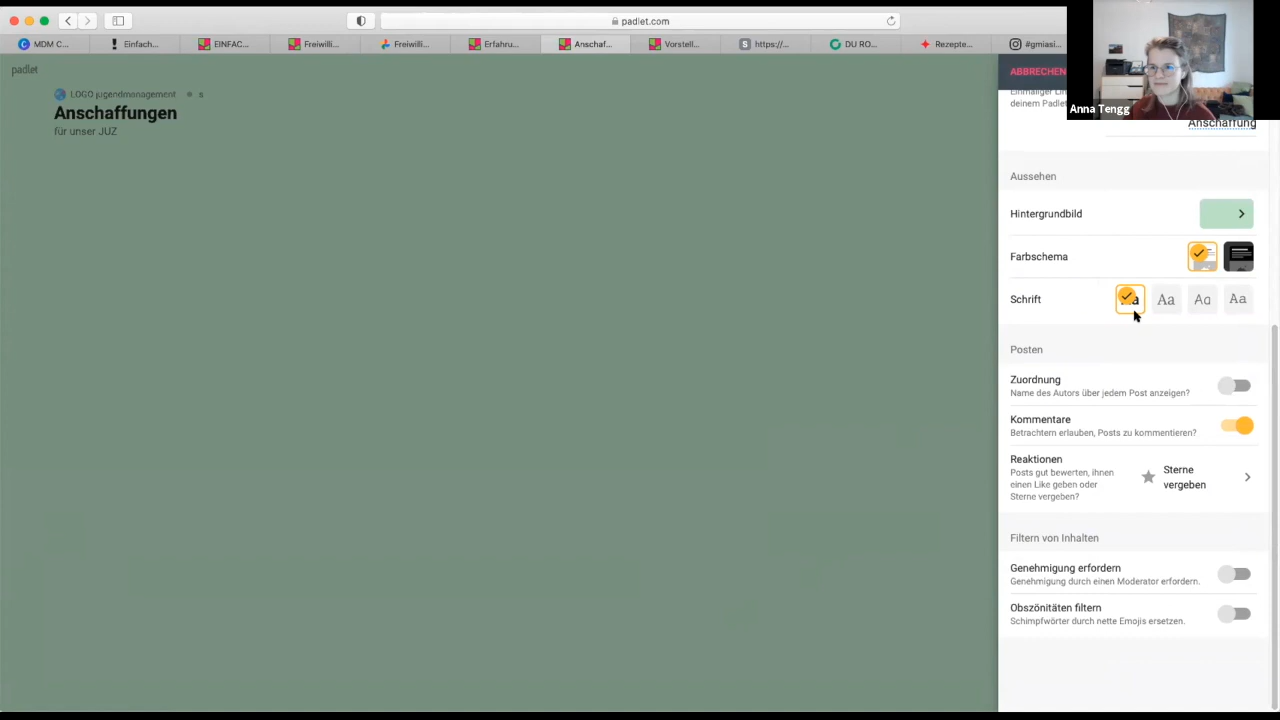 padlet.com
MDM C...
Einfach...
EINFAC...
Freiwilli...
Freiwilli...
Erfahru...
Anschaf...
Vorstell...
https://...
DU RO...
Rezepte...
#gmiasi...
Anna Tengg
padlet
LOGO jugendmanagement
Anschaffungen
für unser JUZ
ABBRECHEN
deinem Padle
Anschaffung
Aussehen
Hintergrundbild
Farbschema
Schrift
Aa Aa Aa
Posten
Zuordnung
Name des Autors über jedem Post anzeigen?
Kommentare
Betrachtern erlauben, Posts zu kommentieren?
Reaktionen
Posts gut bewerten, ihnen
einen Like geben oder
Sterne vergeben?
Sterne
vergeben
Filtern von Inhalten
Genehmigung erfordern
Genehmigung durch einen Moderator erfordern.
Obszönitäten filtern
Schimpfwörter durch nette Emojis ersetzen.